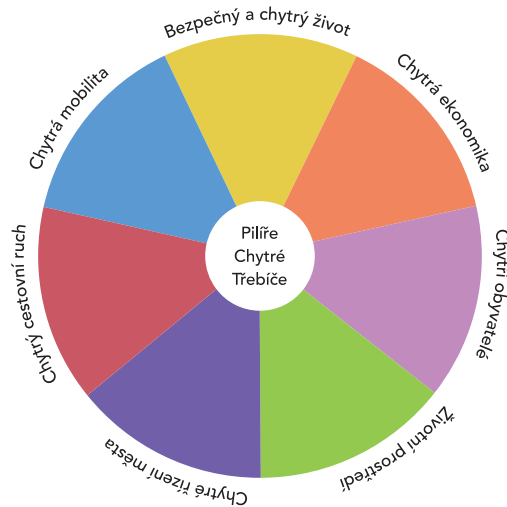 Bezpečný a chytrý život
Chytrá ekonomika
Chytří obyvatelé
Životní prostředí
Chytré řízení města
Chytrý cestovní ruch
Chytrá mobilita
Pilíře
Chytré
Třebíče